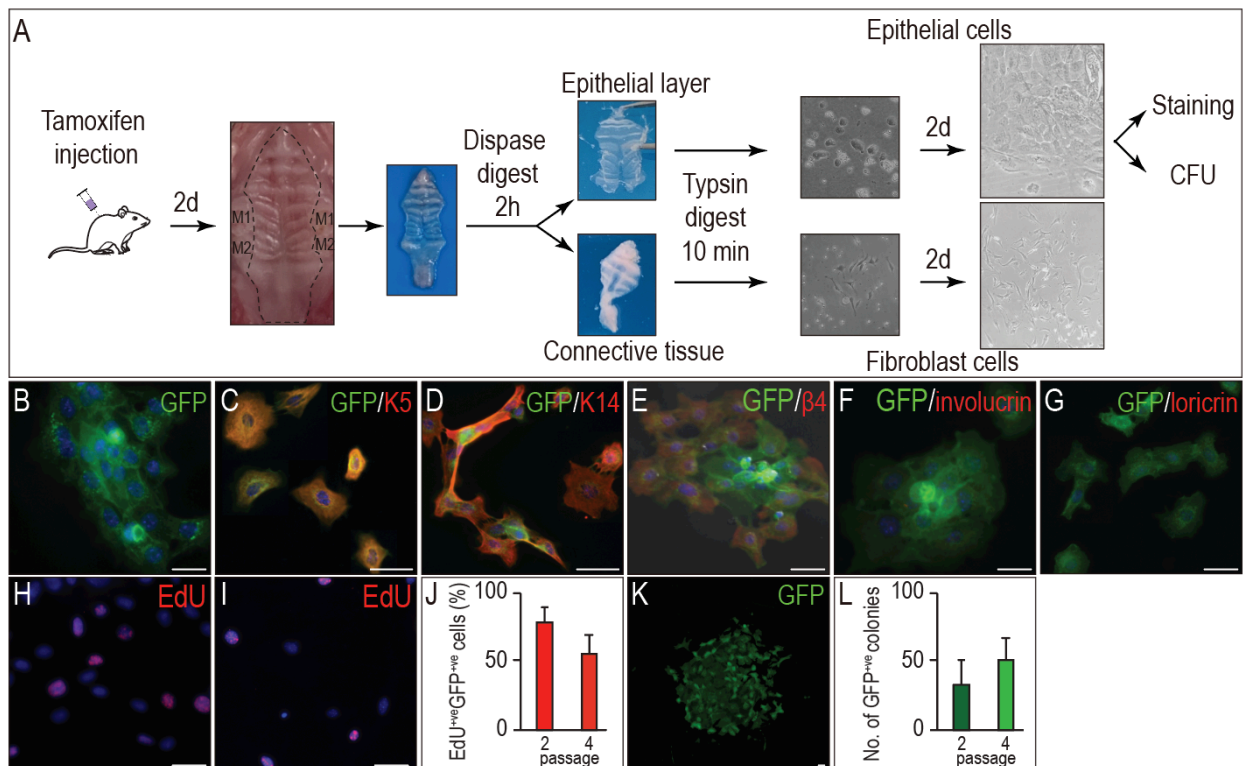 A
Tamoxifen
injection
2d
M1
M2
M1
M2
Dispase
digest
2h
Epithelial layer
Connective tissue
Typsin
digest
10 min
2d
2d
Epithelial cells
Fibroblast cells
Staining
CFU
B
GFP
C
GFP/K5
D
GFP/K14
E
GFP/β4
F
GFP/involucrin
G
GFP/loricrin
H
EdU
I
EdU
J
EdU+veGFP+ve
cells (%)
100
50
0
2 4
passage
K
GFP
L
No. of GFP+ve colonies
100
50
0
2 4
passage